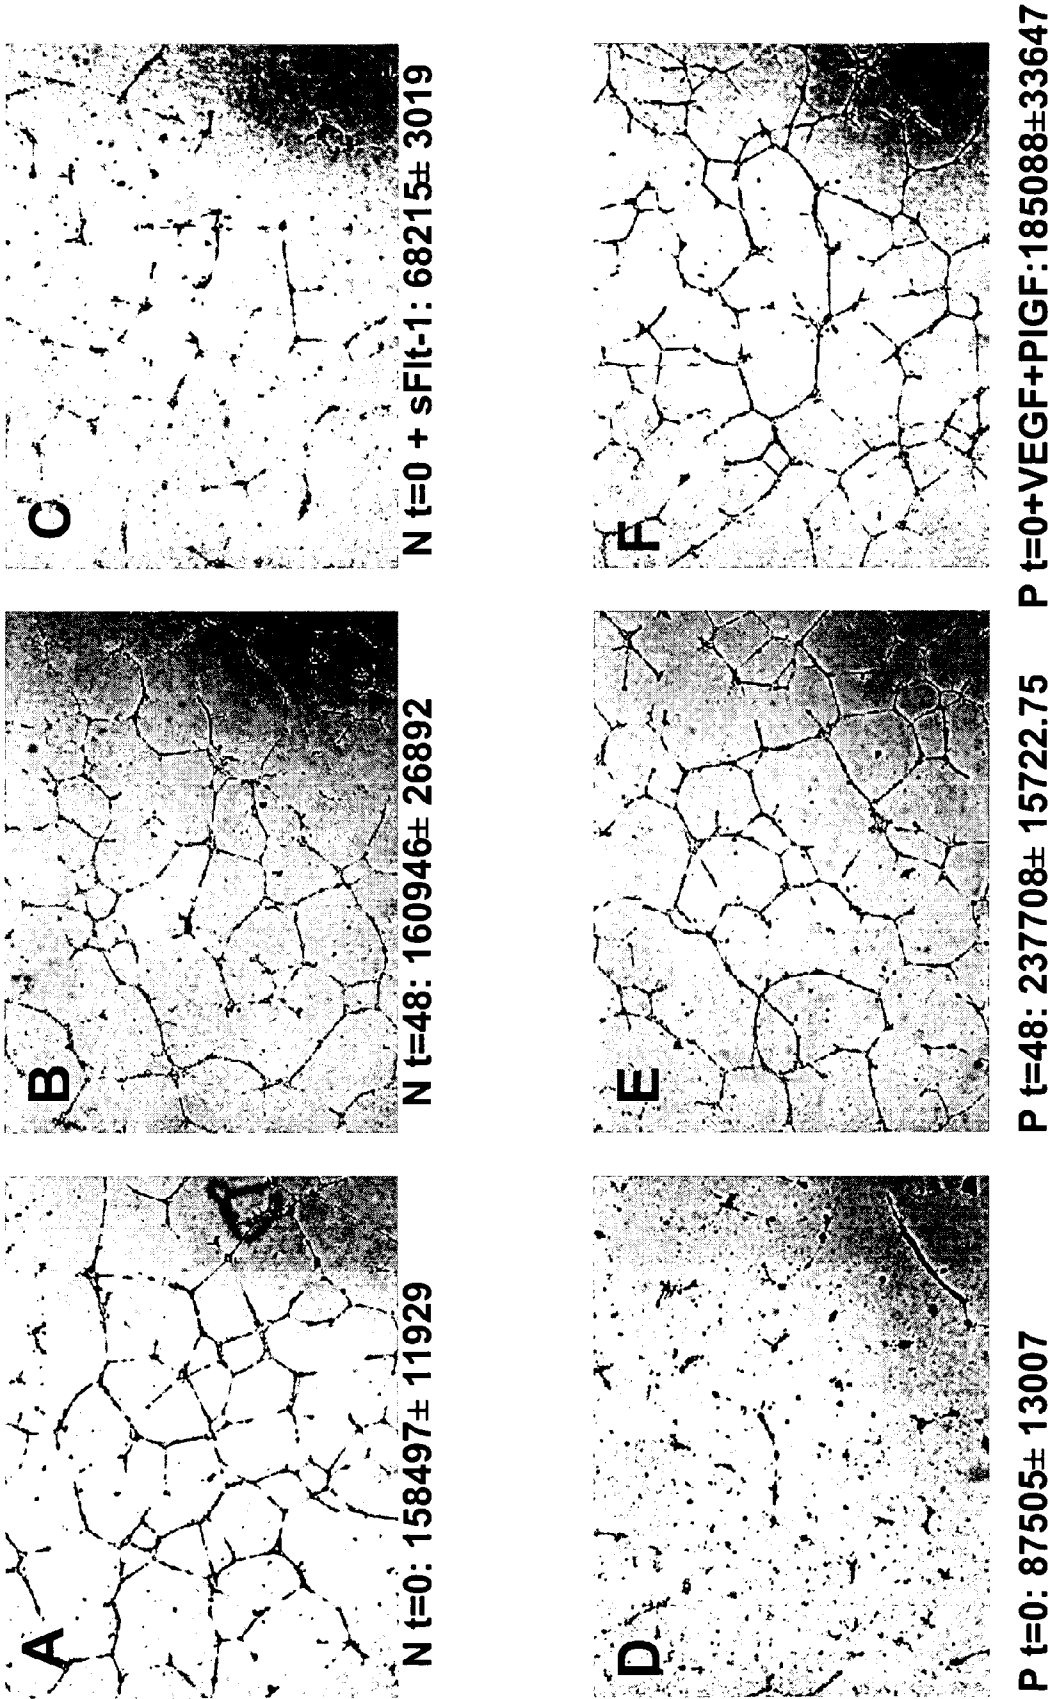 A
N t=0: 158497± 11929
B
N t=48: 160946± 26892
C
N t=0 + sFlt-1: 68215± 3019
D
P t=0: 87505± 13007
E
P t=48: 237708± 15722.75
F
P t=0+VEGF+PlGF:185088±33647